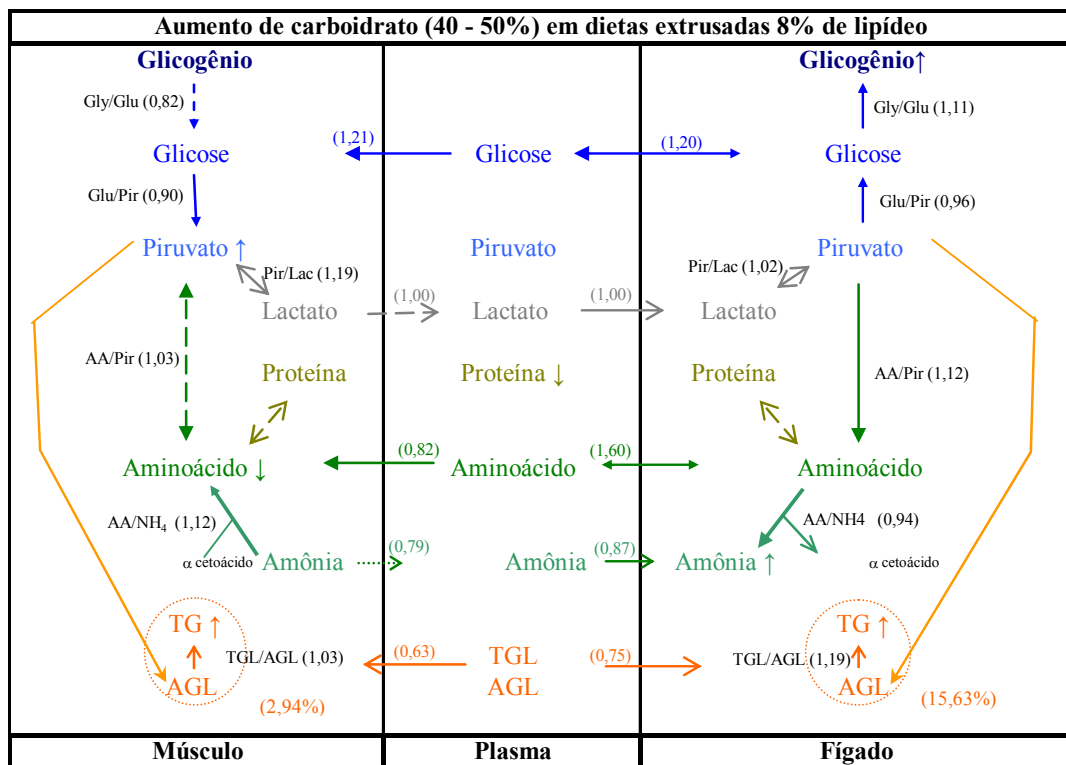 Aumento de carboidrato (40 - 50%) em dietas extrusadas 8% de lipídeo
Glicogênio
Glicogênio↑
Gly/Glu (0,82)
Gly/Glu (1,11)
(1,21)
(1,20)
Glicose
Glicose
Glicose
Glu/Pir (0,90)
Glu/Pir (0,96)
Piruvato ↑
Piruvato
Piruvato
Pir/Lac (1,19)
Pir/Lac (1,02)
Lactato
(1,00)
Lactato
(1,00)
Lactato
AA/Pir (1,03)
Proteína
Proteína ↓
Proteína
AA/Pir (1,12)
Aminoácido ↓
(0,82)
Aminoácido
(1,60)
Aminoácido
AA/NH₄ (1,12)
AA/NH4 (0,94)
α cetoácido
Amônia
(0,79)
Amônia
(0,87)
Amônia ↑
α cetoácido
TG ↑
TG ↑
TGL/AGL (1,03)
(0,63)
TGL
(0,75)
TGL/AGL (1,19)
AGL
AGL
AGL
(2,94%)
(15,63%)
Músculo
Plasma
Fígado